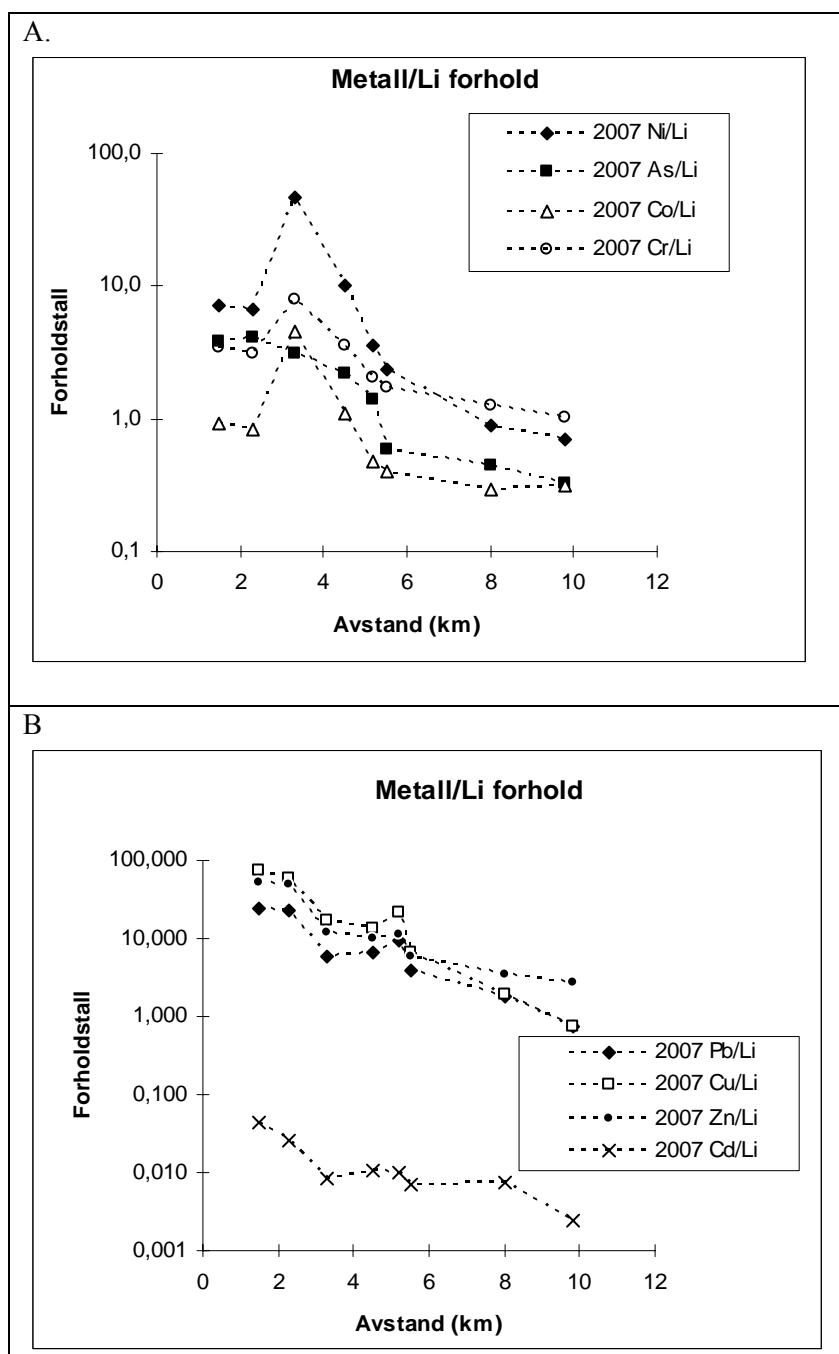 A.
Metall/Li forhold
2007 Ni/Li
2007 As/Li
2007 Co/Li
2007 Cr/Li
100,0
10,0
1,0
0,1
Forholdstall
0 2 4 6 8 10 12
Avstand (km)
B
Metall/Li forhold
100,000
10,000
1,000
0,100
0,010
0,001
Forholdstall
2007 Pb/Li
2007 Cu/Li
2007 Zn/Li
2007 Cd/Li
0 2 4 6 8 10 12
Avstand (km)